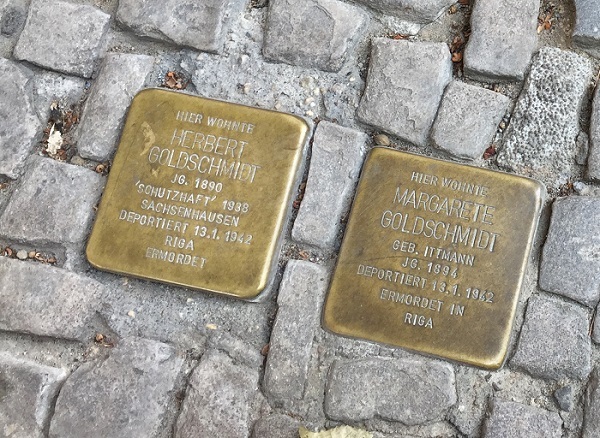 HIER WOHNTE
HERBERT
GOLDSCHMIDT
JG. 1890
'SCHUTZHAFT' 1938
SACHSENHAUSEN
DEPORTIERT 13.1.1942
RIGA
ERMORDET
HIER WOHNTE
MARGARETE
GOLDSCHMIDT
GEB. ITTMANN
JG. 1894
DEPORTIERT 13.1.1942
ERMORDET IN
RIGA